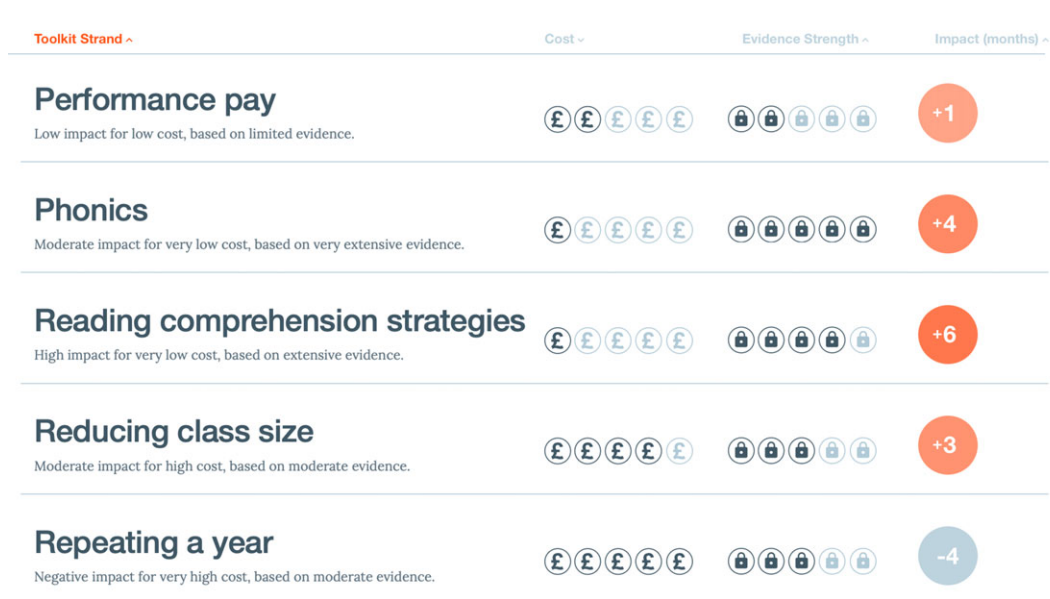 Toolkit Strand Cost Evidence Strength Impact (months)
Performance pay
Low impact for low cost, based on limited evidence.
£ £ £ £ £ +1
Phonics
Moderate impact for very low cost, based on very extensive evidence.
£ £ £ £ £ +4
Reading comprehension strategies
High impact for very low cost, based on extensive evidence.
£ £ £ £ £ +6
Reducing class size
Moderate impact for high cost, based on moderate evidence.
£ £ £ £ £ +3
Repeating a year
Negative impact for very high cost, based on moderate evidence.
£ £ £ £ £ -4